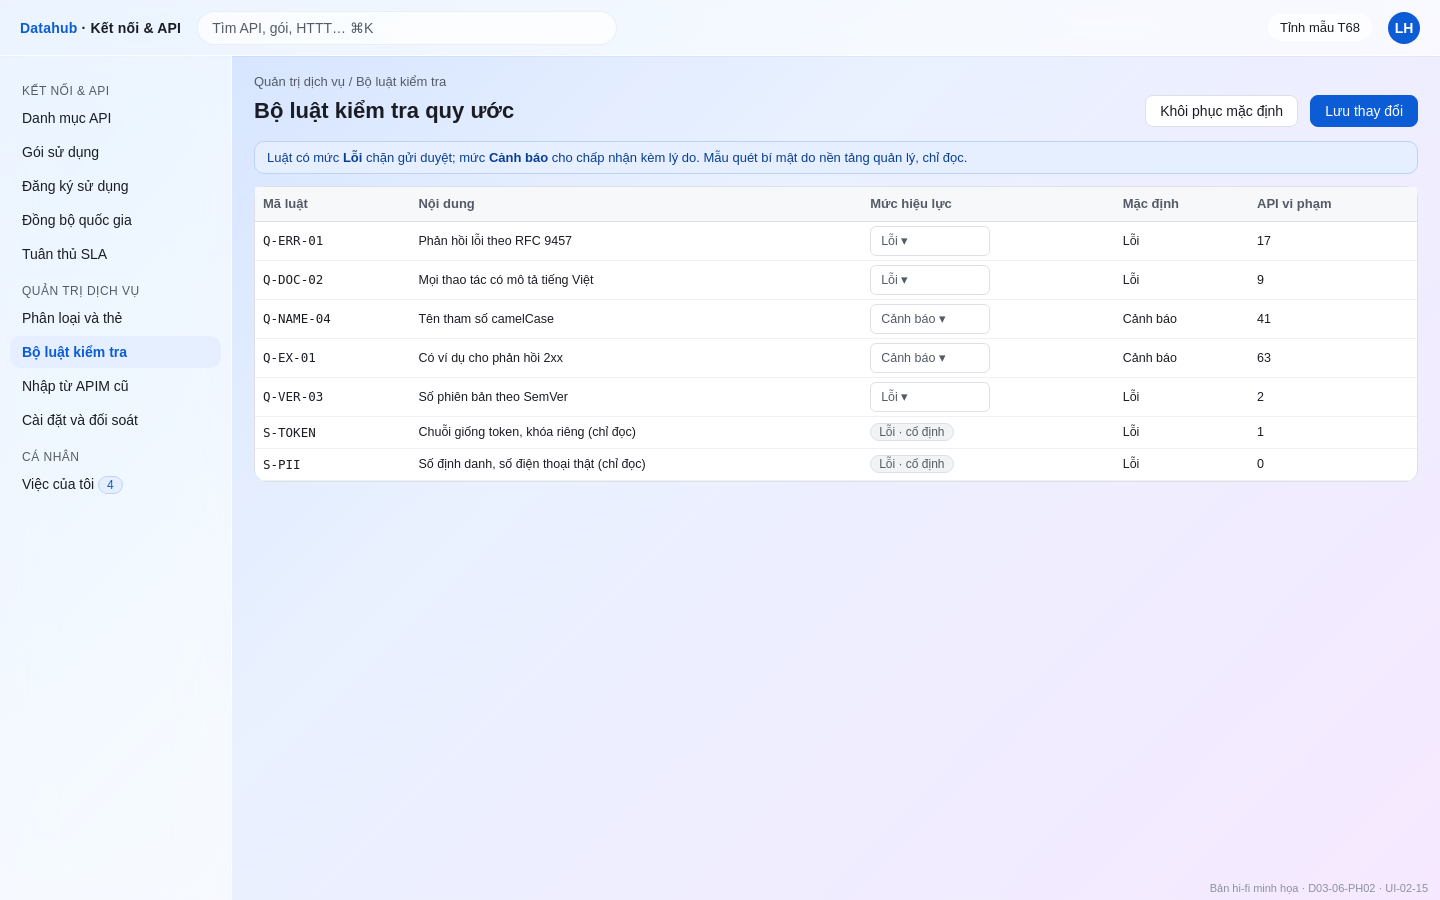 Datahub · Kết nối & API
Tìm API, gói, HTTT… ⌘K
Tỉnh mẫu T68
LH
KẾT NỐI & API
Danh mục API
Gói sử dụng
Đăng ký sử dụng
Đồng bộ quốc gia
Tuân thủ SLA
QUẢN TRỊ DỊCH VỤ
Phân loại và thẻ
Bộ luật kiểm tra
Nhập từ APIM cũ
Cài đặt và đối soát
CÁ NHÂN
Việc của tôi 4
Quản trị dịch vụ / Bộ luật kiểm tra
Bộ luật kiểm tra quy ước
Khôi phục mặc định
Lưu thay đổi
Luật có mức Lỗi chặn gửi duyệt; mức Cảnh báo cho chấp nhận kèm lý do. Mẫu quét bí mật do nền tảng quản lý, chỉ đọc.
Mã luật Nội dung Mức hiệu lực Mặc định API vi phạm
Q-ERR-01 Phản hồi lỗi theo RFC 9457 Lỗi ▾ Lỗi 17
Q-DOC-02 Mọi thao tác có mô tả tiếng Việt Lỗi ▾ Lỗi 9
Q-NAME-04 Tên tham số camelCase Cảnh báo ▾ Cảnh báo 41
Q-EX-01 Có ví dụ cho phản hồi 2xx Cảnh báo ▾ Cảnh báo 63
Q-VER-03 Số phiên bản theo SemVer Lỗi ▾ Lỗi 2
S-TOKEN Chuỗi giống token, khóa riêng (chỉ đọc) Lỗi · cố định Lỗi 1
S-PII Số định danh, số điện thoại thật (chỉ đọc) Lỗi · cố định Lỗi 0
Bản hi-fi minh họa · D03-06-PH02 · UI-02-15